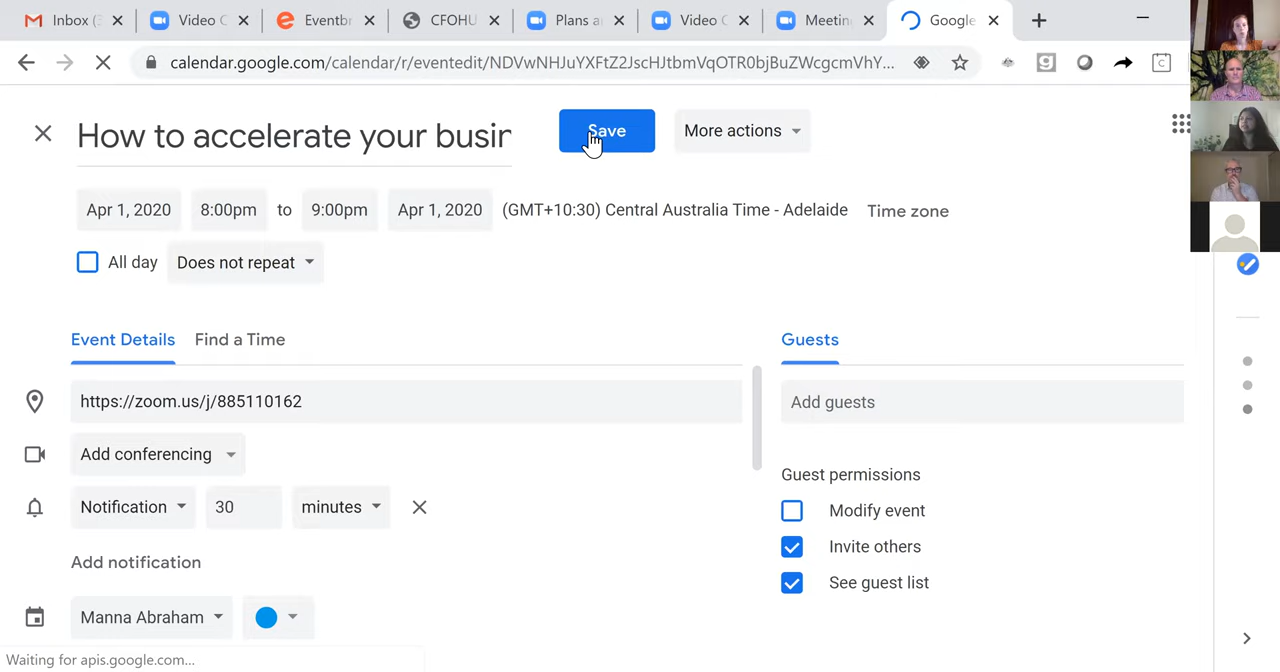 Inbox (3 Video C Eventbr CFOHU Plans a Video C Meetin Google
calendar.google.com/calendar/r/eventedit/NDVwNHJuYXFtZ2JscHJtbmVqOTR0bjBuZWcgcmVhY...
How to accelerate your busin Save More actions
Apr 1, 2020 8:00pm to 9:00pm Apr 1, 2020 (GMT+10:30) Central Australia Time - Adelaide Time zone
All day Does not repeat
Event Details Find a Time Guests
https://zoom.us/j/885110162 Add guests
Add conferencing
Guest permissions
Notification 30 minutes Modify event
Invite others
Add notification
See guest list
Manna Abraham
Waiting for apis.google.com...